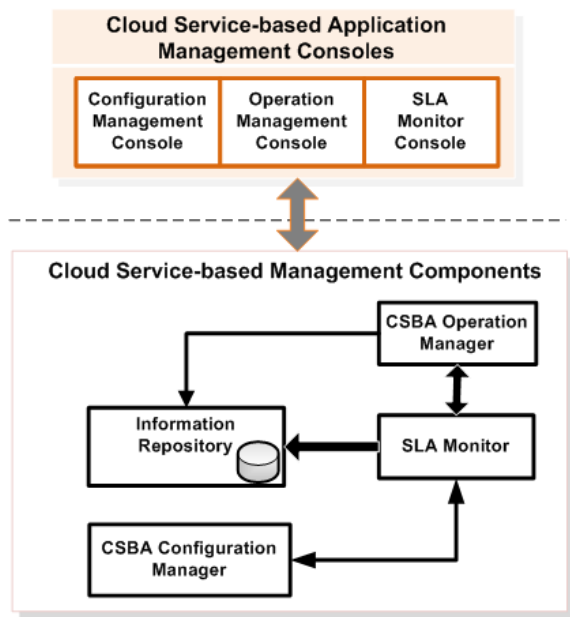 Cloud Service-based Application
Management Consoles
Configuration
Management
Console
Operation
Management
Console
SLA
Monitor
Console
Cloud Service-based Management Components
CSBA Operation
Manager
Information
Repository
SLA Monitor
CSBA Configuration
Manager